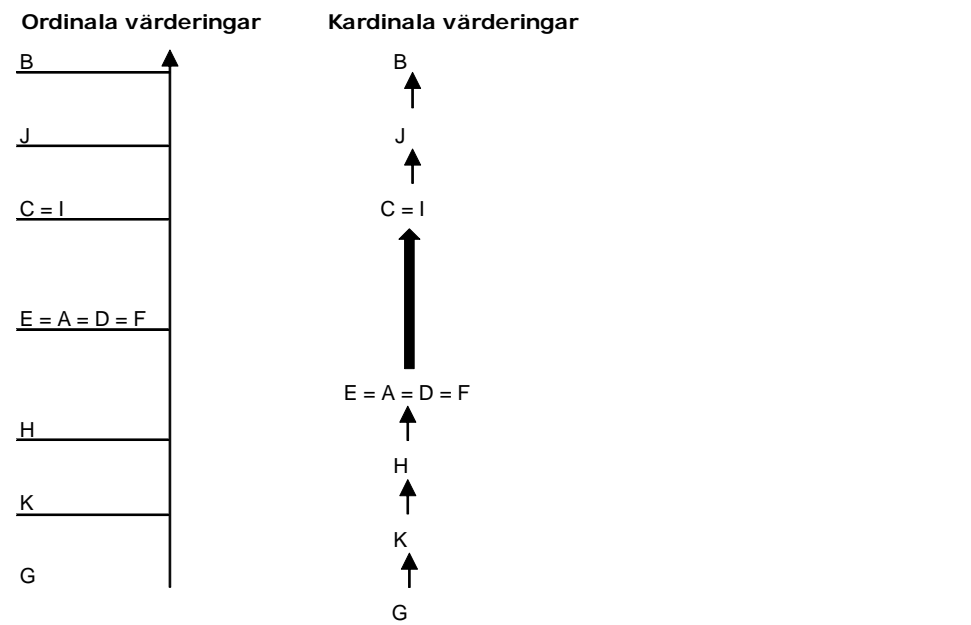 Ordinala värderingar
B
J
C = I
E = A = D = F
H
K
G
Kardinala värderingar
B
J
C = I
E = A = D = F
H
K
G